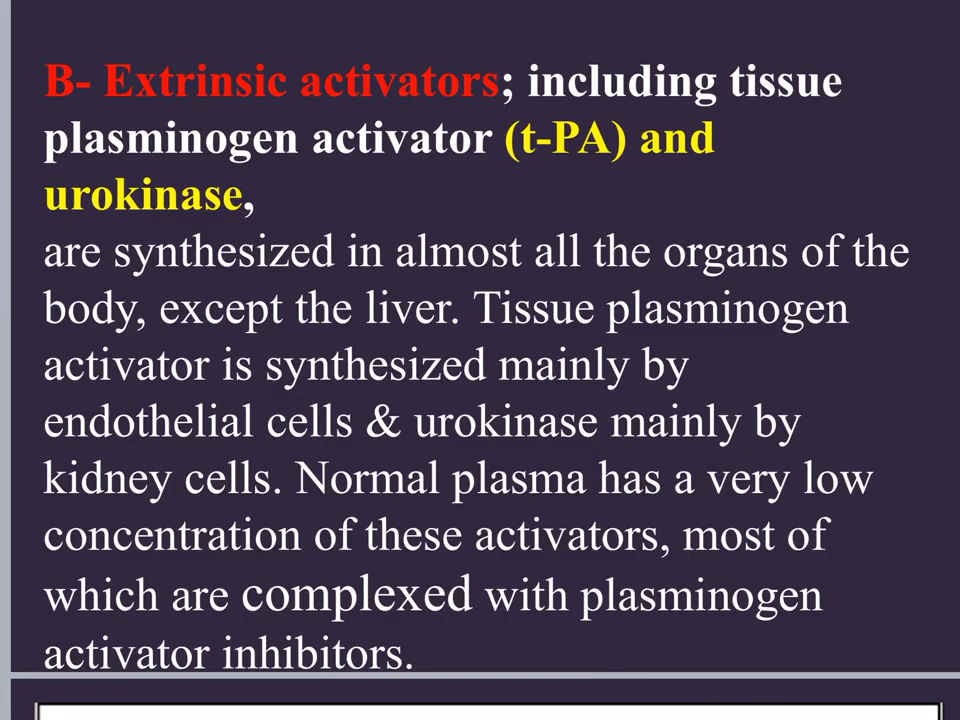 B- Extrinsic activators; including tissue
plasminogen activator (t-PA) and
urokinase,
are synthesized in almost all the organs of the
body, except the liver. Tissue plasminogen
activator is synthesized mainly by
endothelial cells & urokinase mainly by
kidney cells. Normal plasma has a very low
concentration of these activators, most of
which are complexed with plasminogen
activator inhibitors.